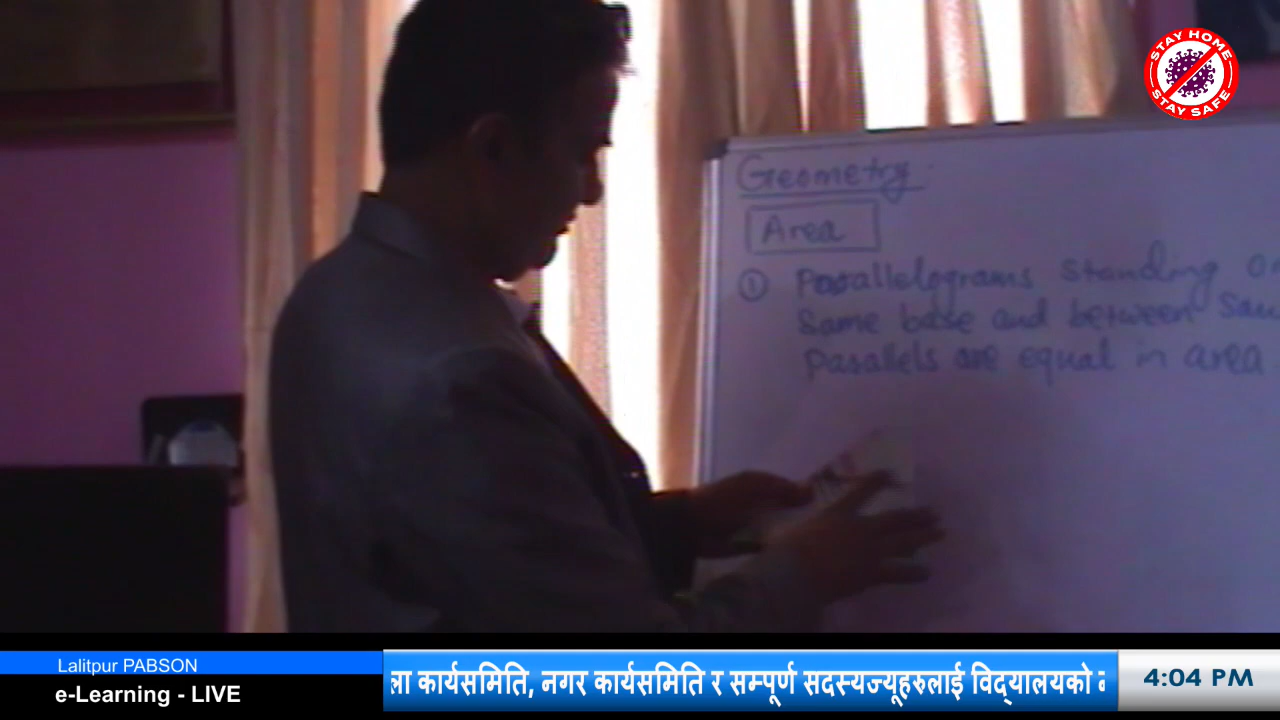 STAY HOME
STAY SAFE
Geometry.
Area
① Parallelograms standing on
Same base and between
Parallels are equal in area.
Lalitpur PABSON
e-Learning - LIVE
कार्यसमिति, नगर कार्यसमिति र सम्पूर्ण सदस्यज्यूहरुलाई विद्यालयको
4:04 PM